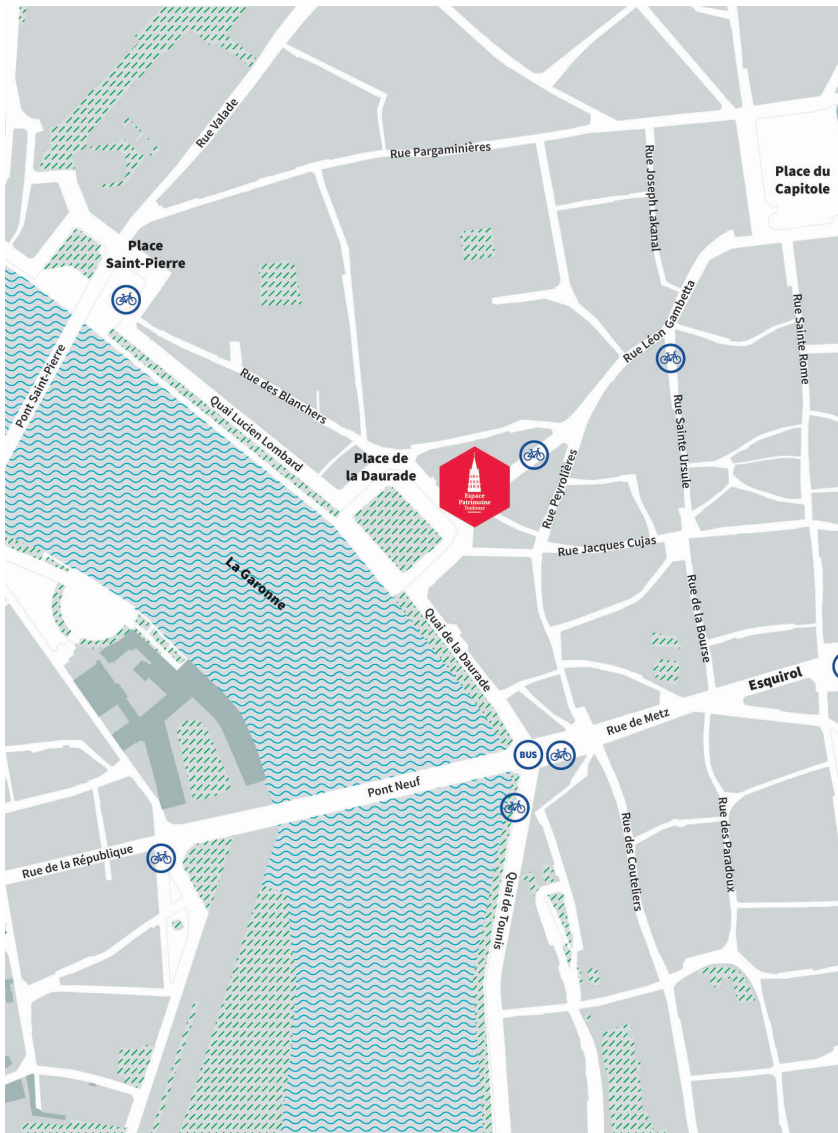 Rue Valade
Rue Pargaminières
Rue Joseph Lakanal
Place du
Capitole
Place
Saint-Pierre
Pont Saint-Pierre
Rue Léon Gambetta
Rue Sainte Rome
Rue des Blanchers
Quai Lucien Lombard
Rue Sainte Ursule
Place de
la Daurade
Espace
Patrimoine
Toulouse
Rue Peyrolières
Rue Jacques Cujas
La Garonne
Rue de la Bourse
Quai de la Daurade
Esquirol
Rue de Metz
BUS
Pont Neuf
Rue de la République
Rue des Couteliers
Rue des Paradoux
Quai de Tounis